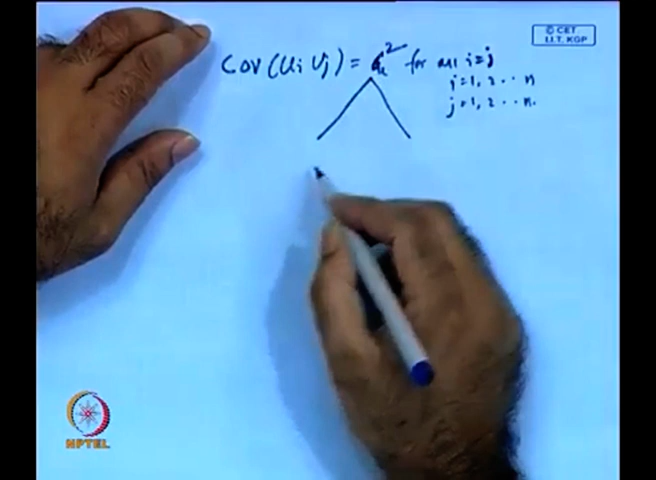 © CET
I.I.T. KGP
Cov (Ui Uj) = σu² for all i = j
i = 1, 2 ... n
j = 1, 2 ... n.
NPTEL